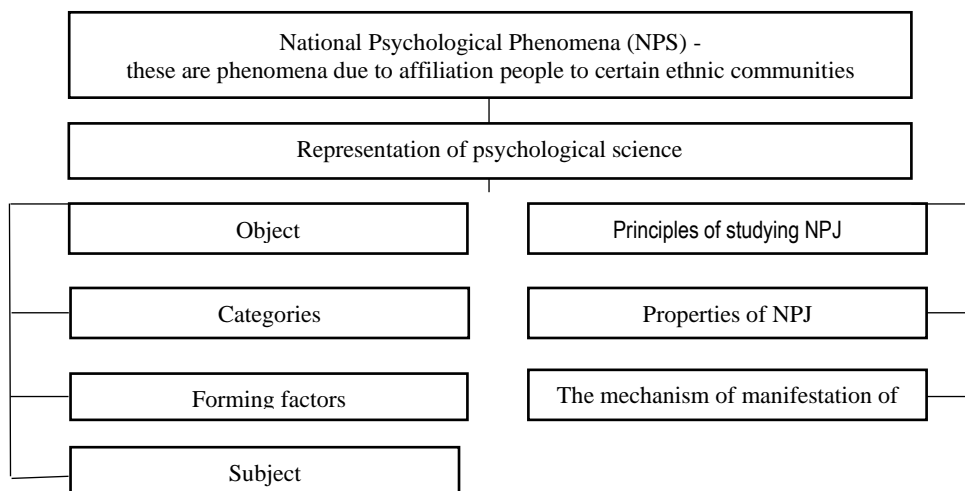 National Psychological Phenomena (NPS) -
these are phenomena due to affiliation people to certain ethnic communities
Representation of psychological science
Object
Principles of studying NPJ
Categories
Properties of NPJ
Forming factors
The mechanism of manifestation of
Subject